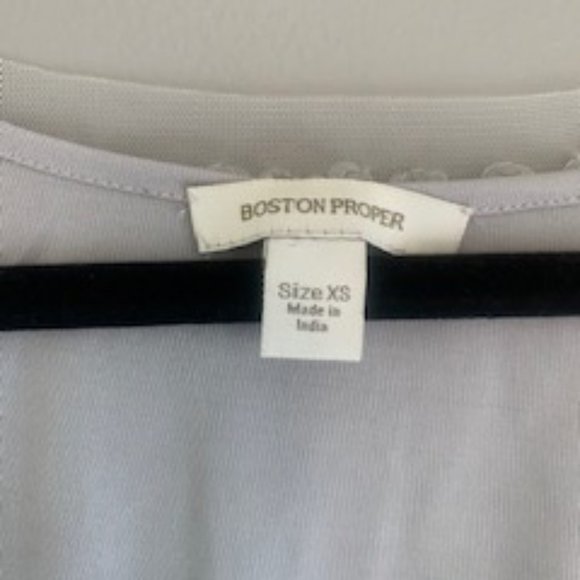 BOSTON PROPER
Size XS
Made in
India